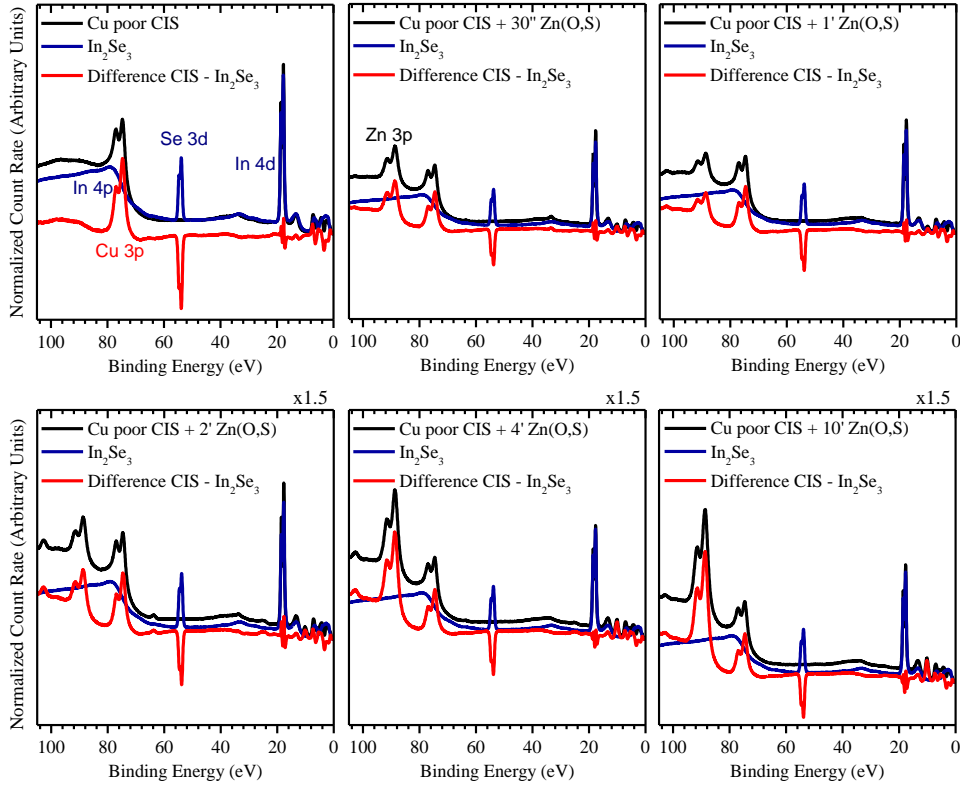 Normalized Count Rate (Arbitrary Units)
Cu poor CIS
In₂Se₃
Difference CIS - In₂Se₃
Se 3d
In 4d
In 4p
Cu 3p
100 80 60 40 20 0
Binding Energy (eV)
Cu poor CIS + 30" Zn(O,S)
In₂Se₃
Difference CIS - In₂Se₃
Zn 3p
100 80 60 40 20 0
Binding Energy (eV)
Cu poor CIS + 1' Zn(O,S)
In₂Se₃
Difference CIS - In₂Se₃
100 80 60 40 20 0
Binding Energy (eV)
Normalized Count Rate (Arbitrary Units)
x1.5
Cu poor CIS + 2' Zn(O,S)
In₂Se₃
Difference CIS - In₂Se₃
100 80 60 40 20 0
Binding Energy (eV)
x1.5
Cu poor CIS + 4' Zn(O,S)
In₂Se₃
Difference CIS - In₂Se₃
100 80 60 40 20 0
Binding Energy (eV)
x1.5
Cu poor CIS + 10' Zn(O,S)
In₂Se₃
Difference CIS - In₂Se₃
100 80 60 40 20 0
Binding Energy (eV)